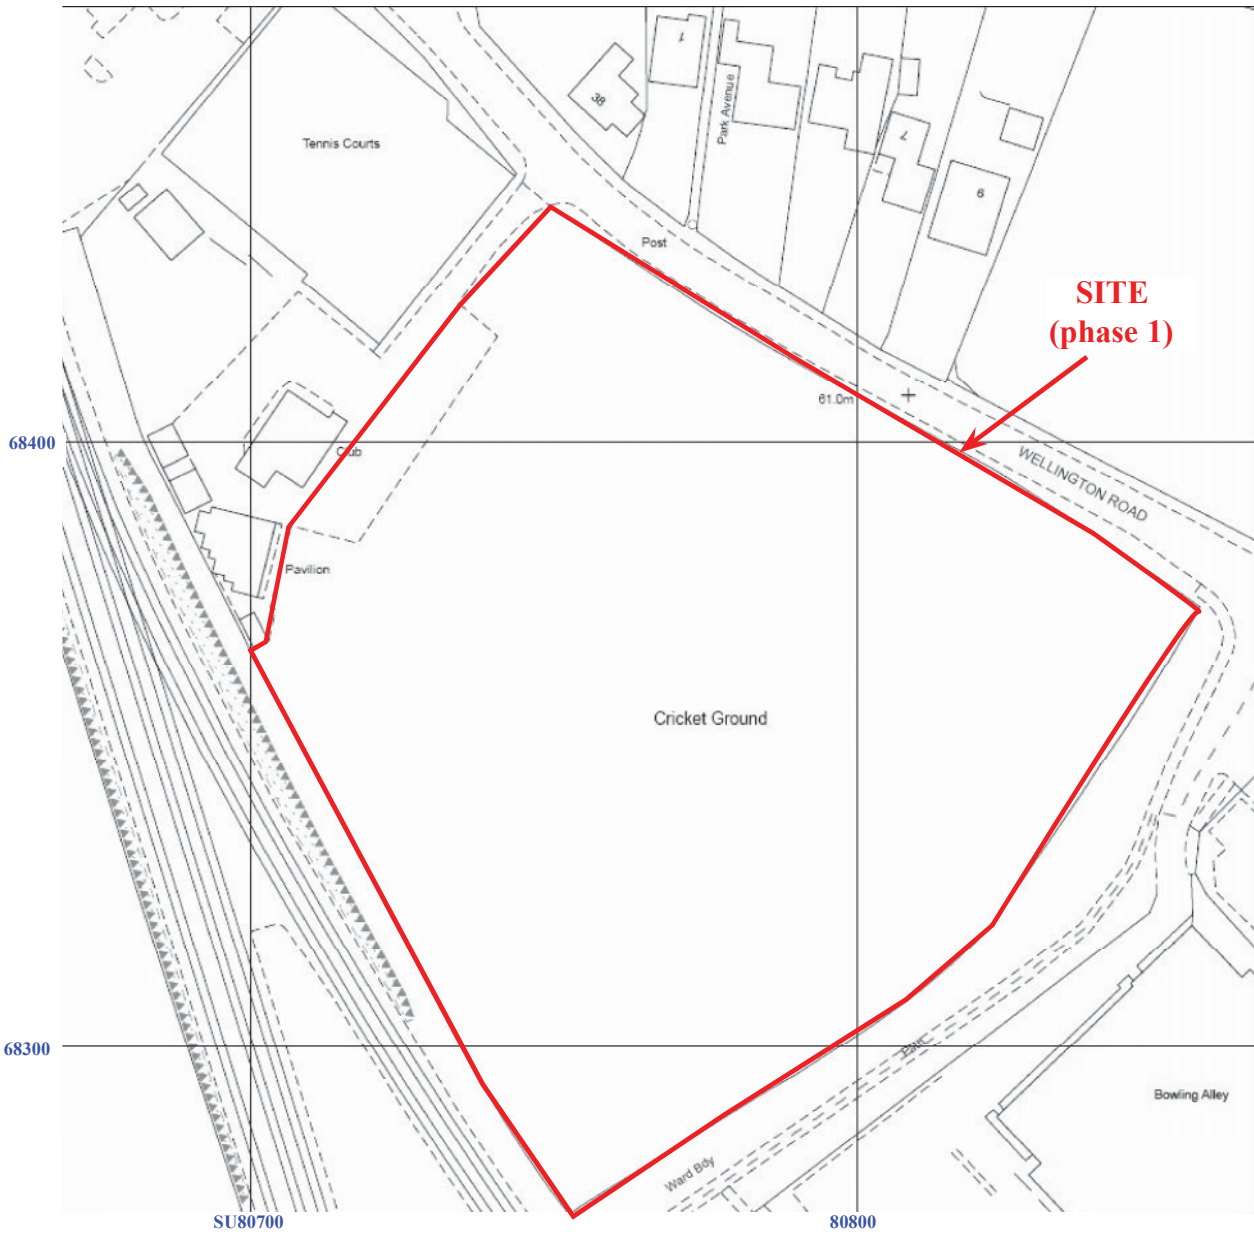 1
38
Park Avenue
7
9
Tennis Courts
Post
SITE
(phase 1)
61.0m
68400
Club
WELLINGTON ROAD
Pavilion
Cricket Ground
68300
Path
Bowling Alley
Ward Bdy
SU80700
80800